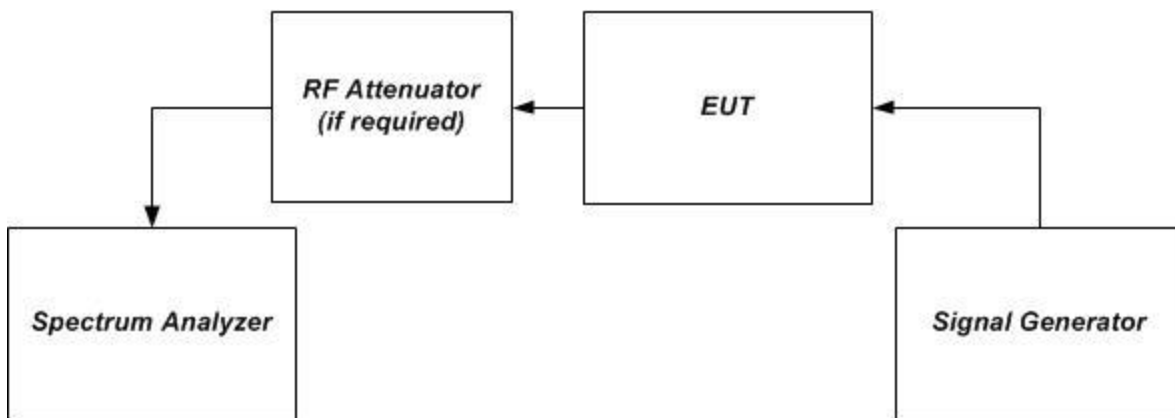 RF Attenuator
(if required)
EUT
Spectrum Analyzer
Signal Generator